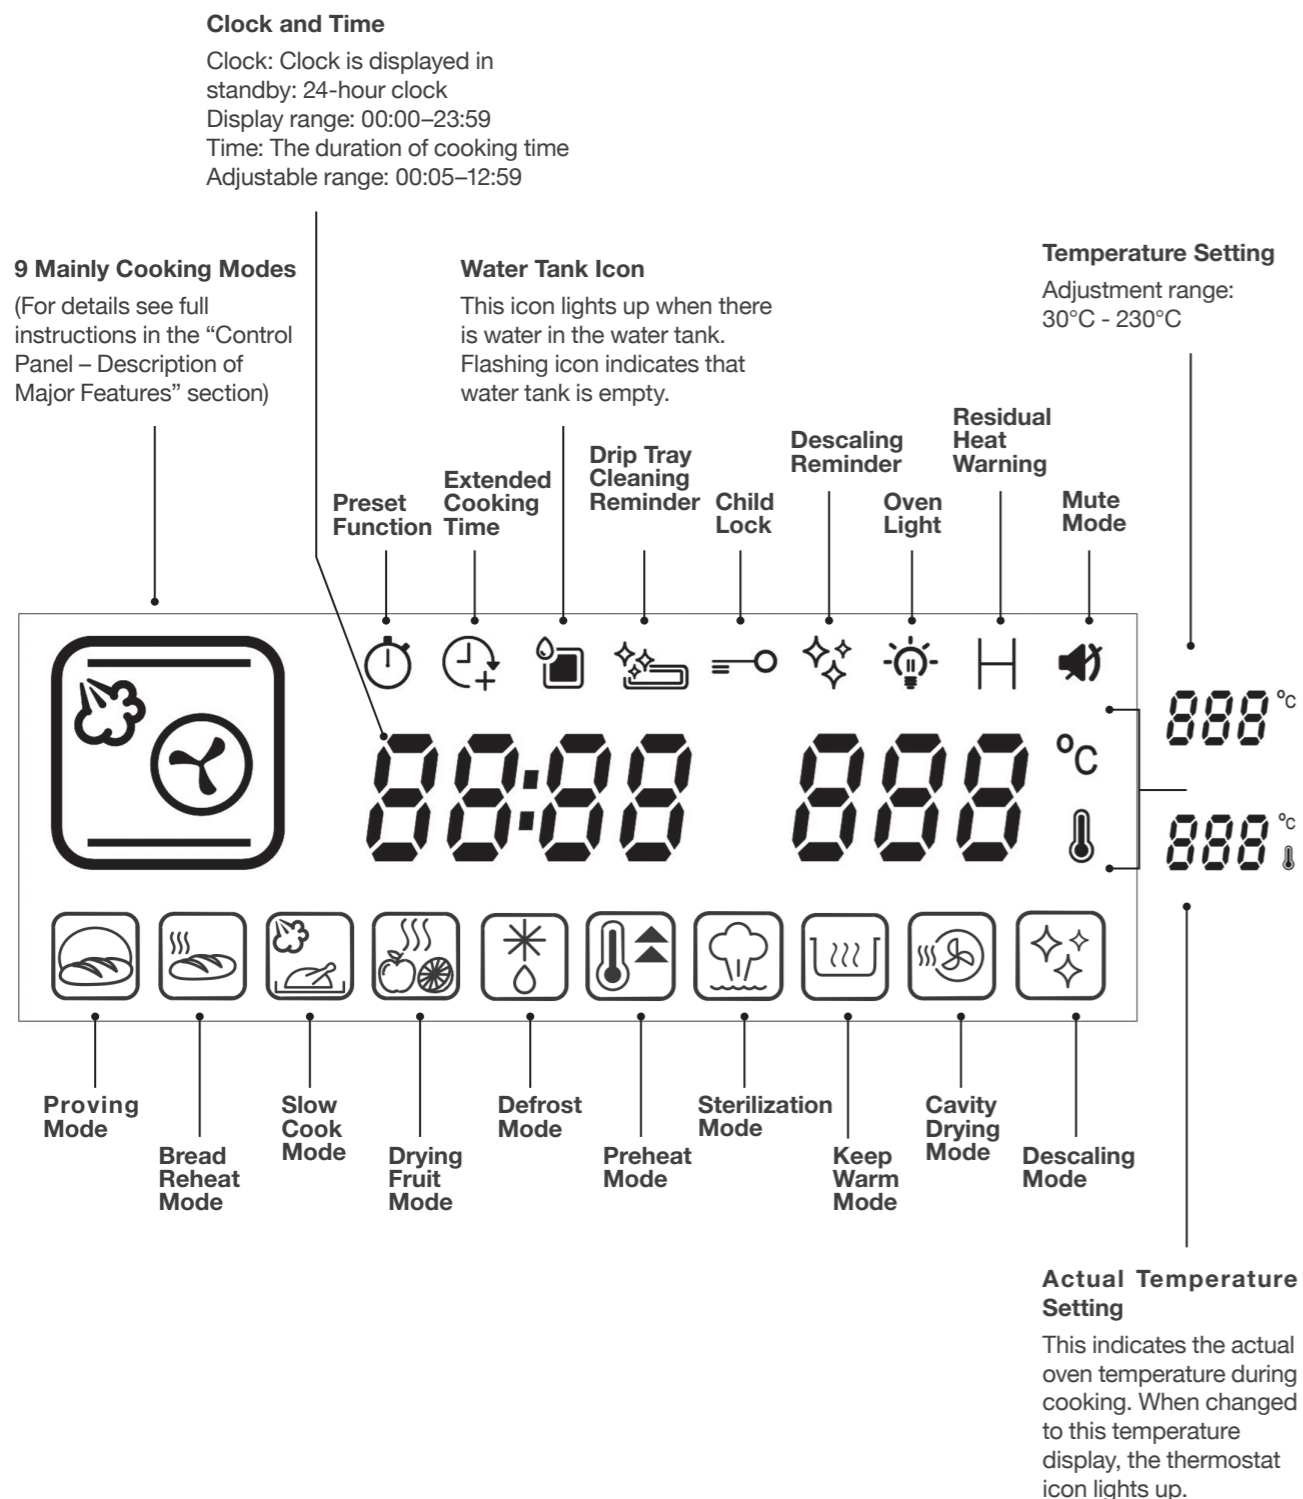 Clock and Time
Clock: Clock is displayed in
standby: 24-hour clock
Display range: 00:00–23:59
Time: The duration of cooking time
Adjustable range: 00:05–12:59
9 Mainly Cooking Modes
(For details see full
instructions in the “Control
Panel – Description of
Major Features” section)
Water Tank Icon
This icon lights up when there
is water in the water tank.
Flashing icon indicates that
water tank is empty.
Temperature Setting
Adjustment range:
30°C - 230°C
Preset
Function
Extended
Cooking
Time
Drip Tray
Cleaning
Reminder
Child
Lock
Descaling
Reminder
Oven
Light
Residual
Heat
Warning
Mute
Mode
88:88
888 °C
888 °C
888 °C
Proving
Mode
Bread
Reheat
Mode
Slow
Cook
Mode
Drying
Fruit
Mode
Defrost
Mode
Preheat
Mode
Sterilization
Mode
Keep
Warm
Mode
Cavity
Drying
Mode
Descaling
Mode
Actual Temperature
Setting
This indicates the actual
oven temperature during
cooking. When changed
to this temperature
display, the thermostat
icon lights up.